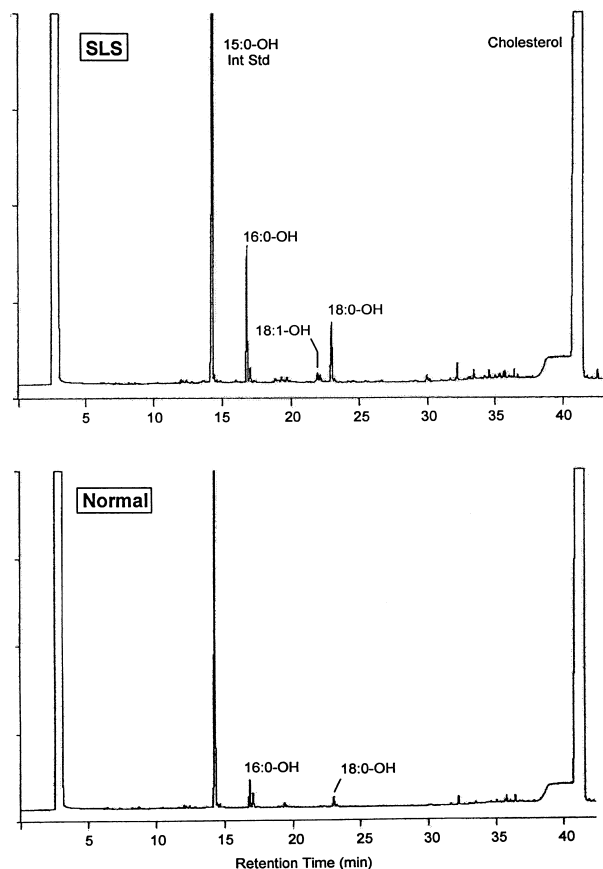 SLS
15:0-OH
Int Std
Cholesterol
16:0-OH
18:1-OH
18:0-OH
5 10 15 20 25 30 35 40
Normal
16:0-OH
18:0-OH
5 10 15 20 25 30 35 40
Retention Time (min)